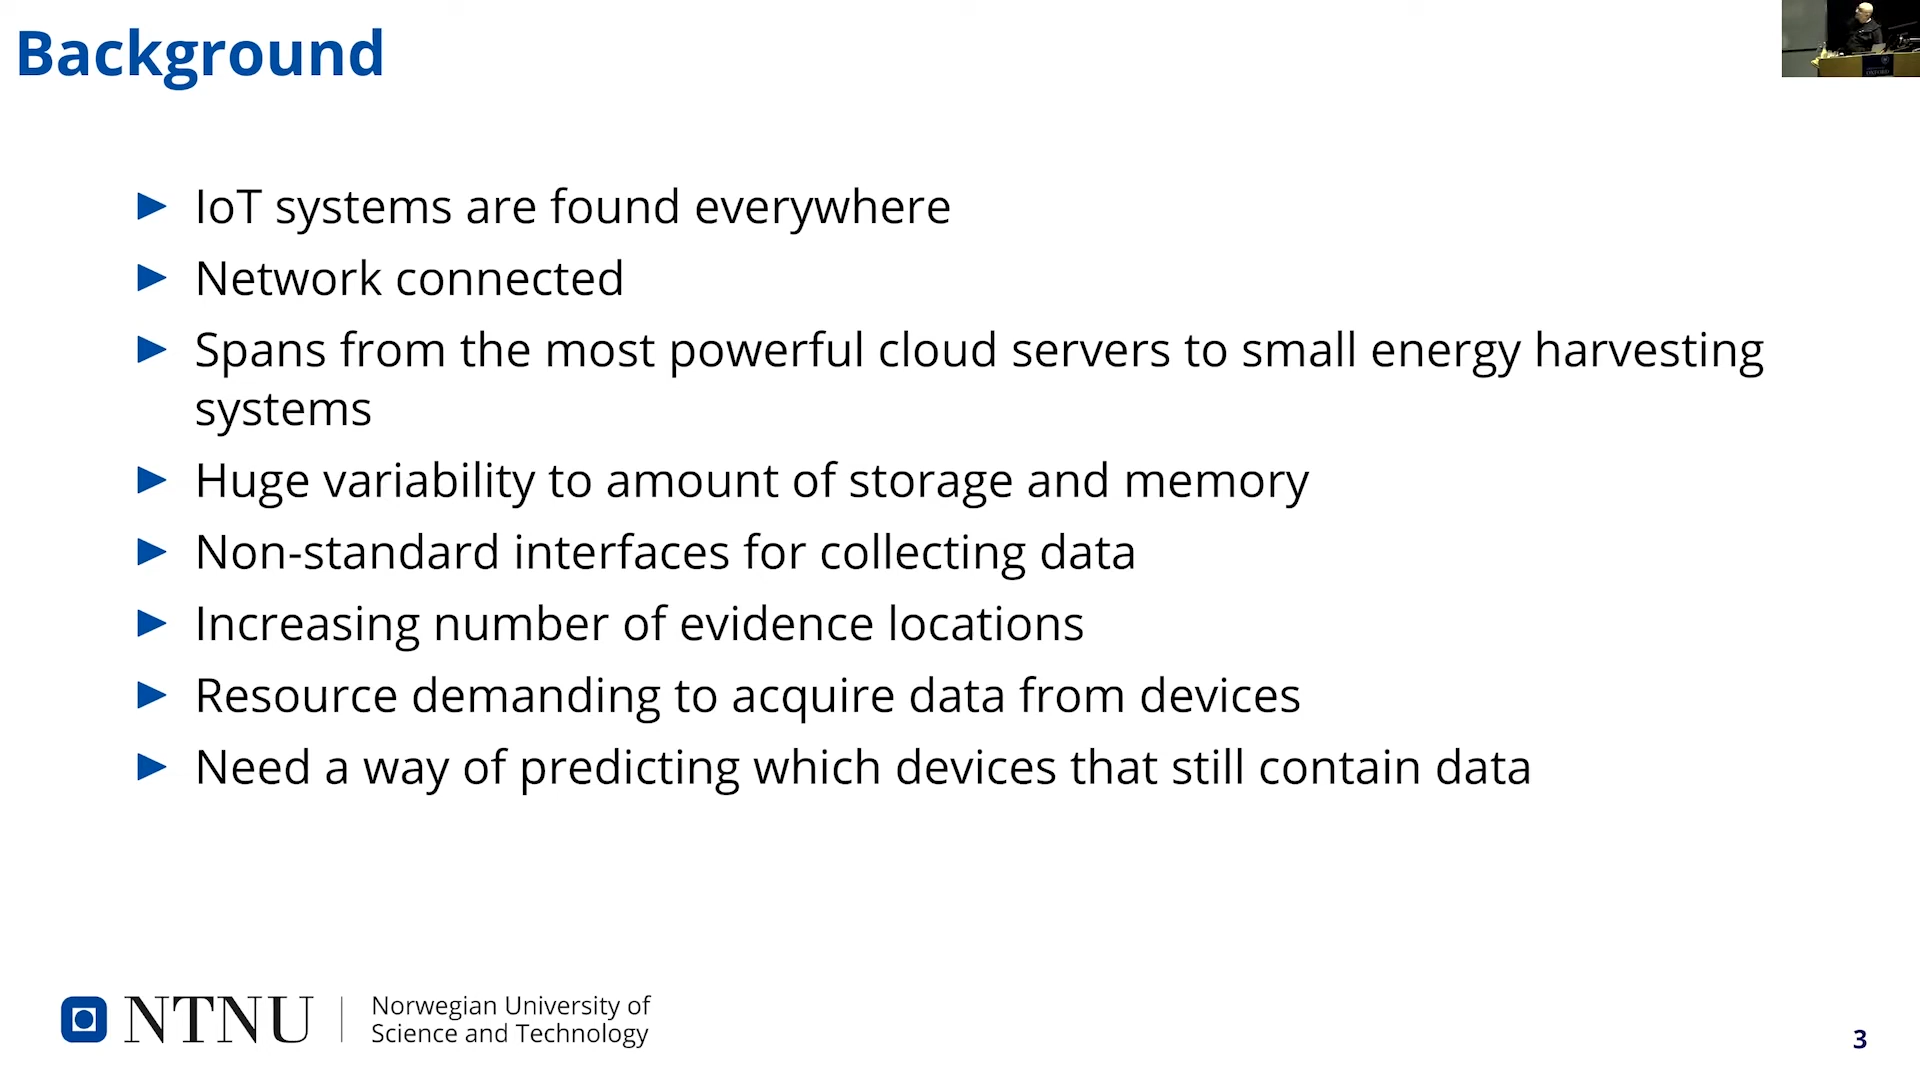 Background
IoT systems are found everywhere
Network connected
Spans from the most powerful cloud servers to small energy harvesting
systems
Huge variability to amount of storage and memory
Non-standard interfaces for collecting data
Increasing number of evidence locations
Resource demanding to acquire data from devices
Need a way of predicting which devices that still contain data
NTNU
Norwegian University of
Science and Technology
3
OXFORD